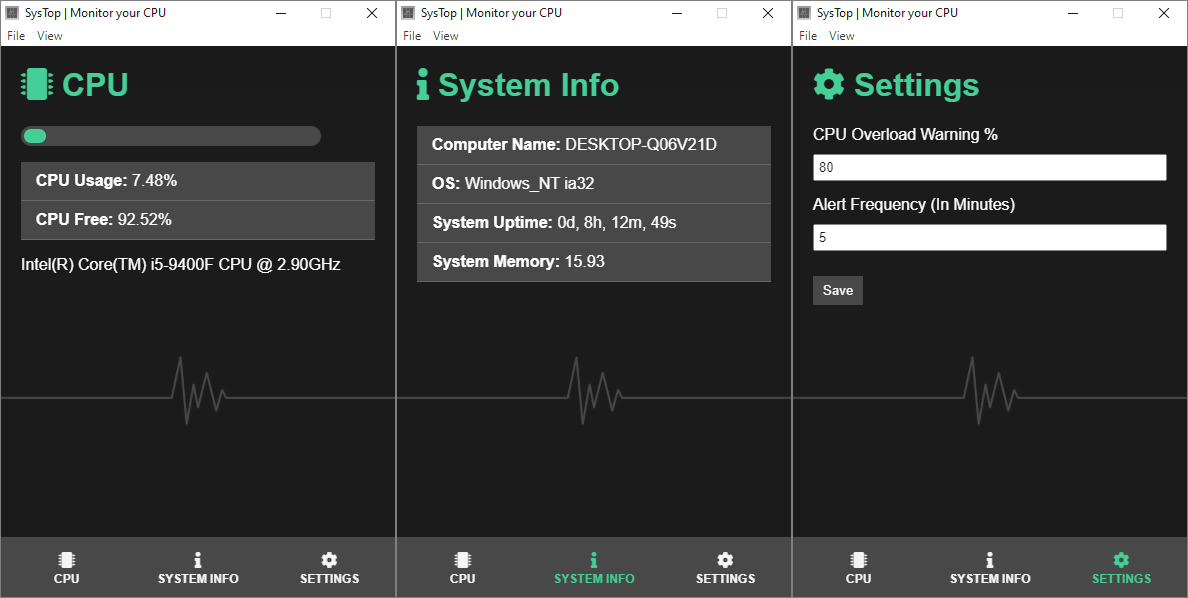 SysTop | Monitor your CPU
File View
CPU
CPU Usage: 7.48%
CPU Free: 92.52%
Intel(R) Core(TM) i5-9400F CPU @ 2.90GHz
CPU
SYSTEM INFO
SETTINGS
SysTop | Monitor your CPU
File View
System Info
Computer Name: DESKTOP-Q06V21D
OS: Windows_NT ia32
System Uptime: 0d, 8h, 12m, 49s
System Memory: 15.93
CPU
SYSTEM INFO
SETTINGS
SysTop | Monitor your CPU
File View
Settings
CPU Overload Warning %
80
Alert Frequency (In Minutes)
5
Save
CPU
SYSTEM INFO
SETTINGS